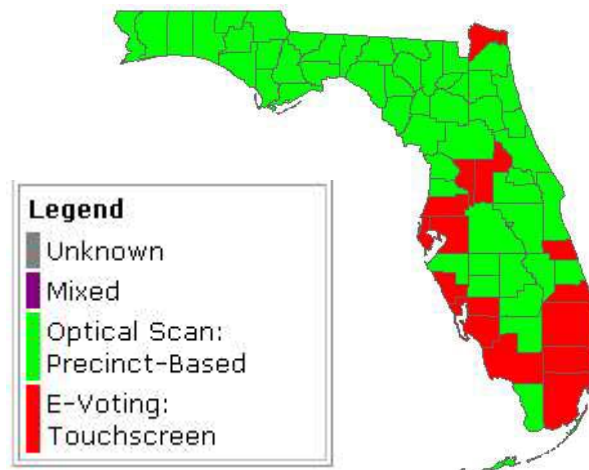 Legend
Unknown
Mixed
Optical Scan:
Precinct-Based
E-Voting:
Touchscreen